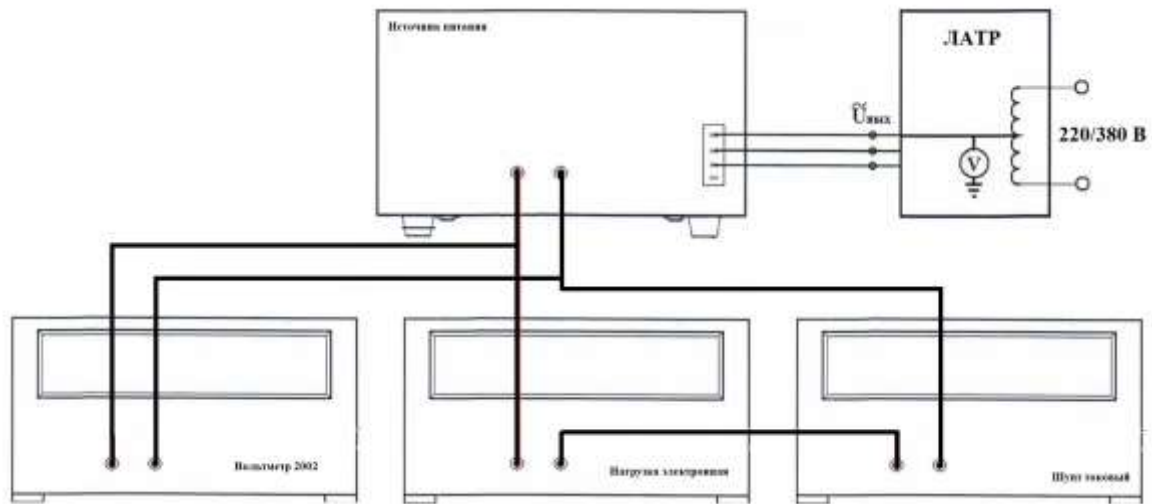 Источник питания
ЛАТР
Uвых
220/380 В
V
Вольтметр 2002
Нагрузка электронная
Шунт токовый